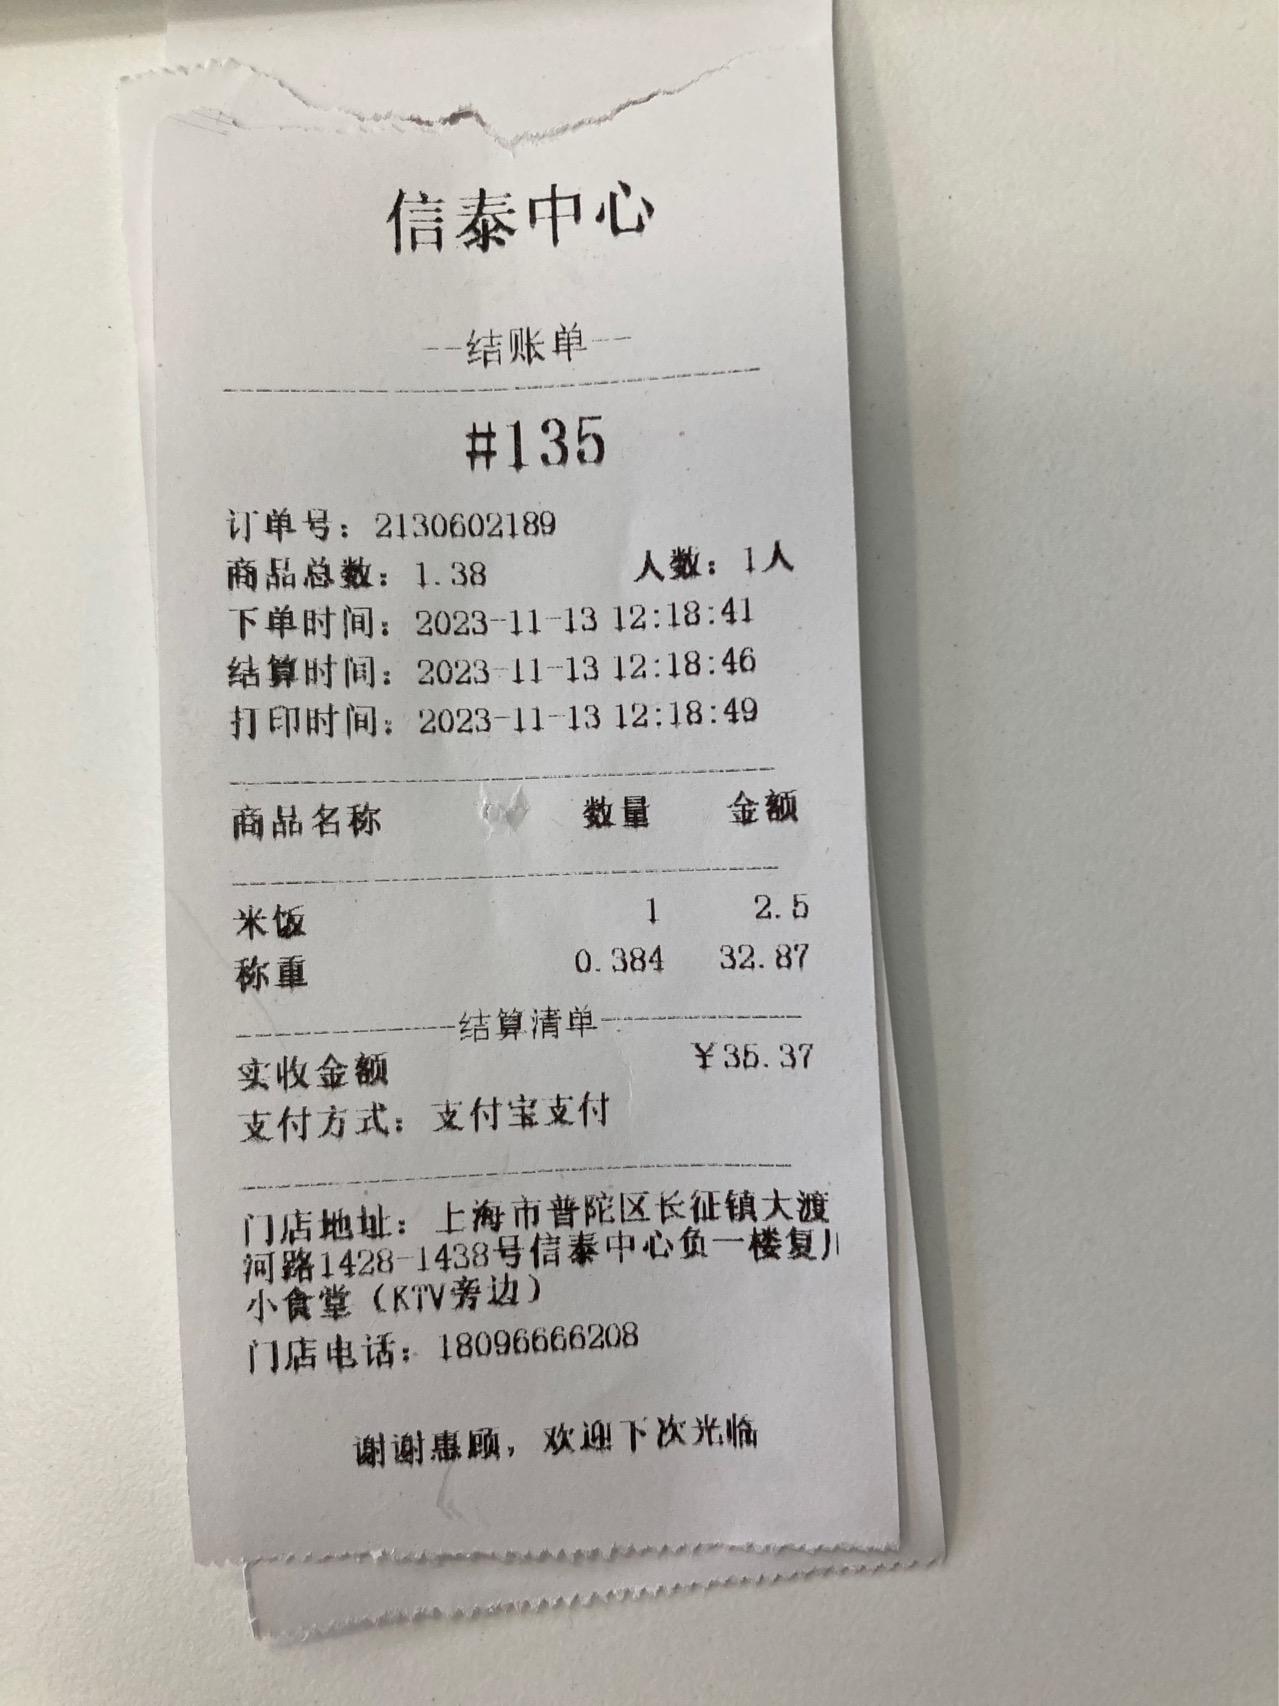 信泰中心
--结账单--
#135
订单号：2130602189
商品总数：1.38 人数：1人
下单时间：2023-11-13 12:18:41
结算时间：2023-11-13 12:18:46
打印时间：2023-11-13 12:18:49
商品名称 数量 金额
米饭 1 2.5
称重 0.384 32.87
结算清单
实收金额 ¥35.37
支付方式：支付宝支付
门店地址：上海市普陀区长征镇大渡
河路1428-1438号信泰中心负一楼复
小食堂（KTV旁边）
门店电话：18096666208
谢谢惠顾，欢迎下次光临